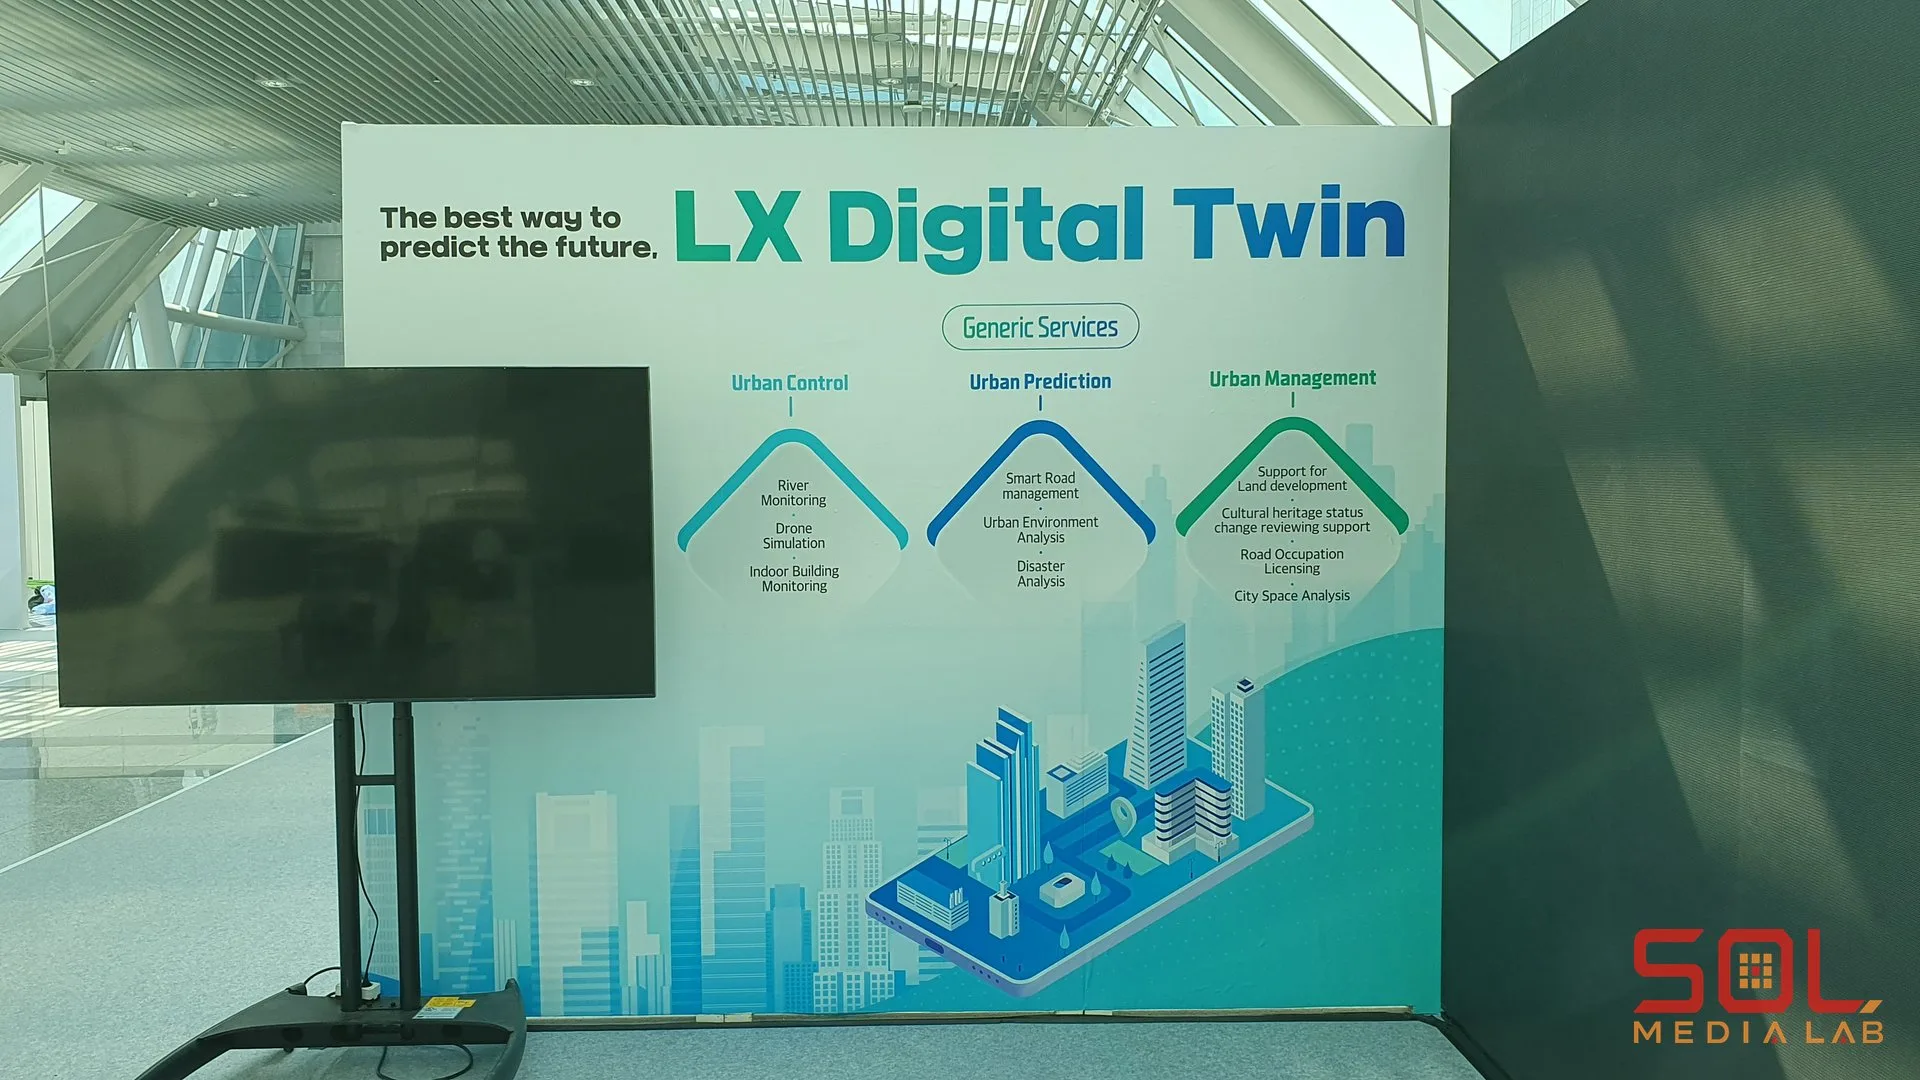 The best way to
predict the future,
LX Digital Twin
Generic Services
Urban Control
River
Monitoring
Drone
Simulation
Indoor Building
Monitoring
Urban Prediction
Smart Road
management
Urban Environment
Analysis
Disaster
Analysis
Urban Management
Support for
Land development
Cultural heritage status
change reviewing support
Road Occupation
Licensing
City Space Analysis
SOL
MEDIA LAB